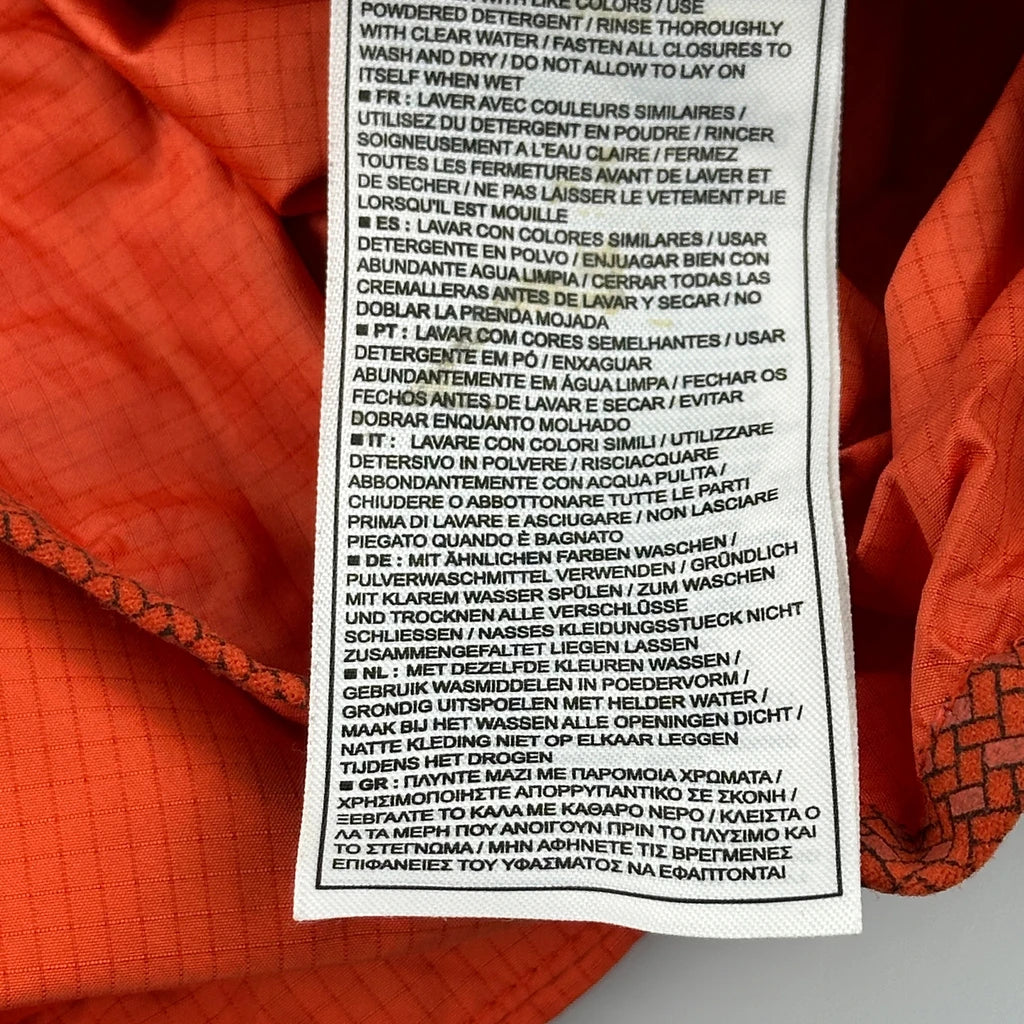 WITH LIKE COLORS / USE
POWDERED DETERGENT / RINSE THOROUGHLY
WITH CLEAR WATER / FASTEN ALL CLOSURES TO
WASH AND DRY / DO NOT ALLOW TO LAY ON
ITSELF WHEN WET
■ FR : LAVER AVEC COULEURS SIMILAIRES /
UTILISEZ DU DETERGENT EN POUDRE / RINCER
SOIGNEUSEMENT A L'EAU CLAIRE / FERMEZ
TOUTES LES FERMETURES AVANT DE LAVER ET
DE SECHER / NE PAS LAISSER LE VETEMENT PLIE
LORSQU'IL EST MOUILLE
■ ES : LAVAR CON COLORES SIMILARES / USAR
DETERGENTE EN POLVO / ENJUAGAR BIEN CON
ABUNDANTE AGUA LIMPIA / CERRAR TODAS LAS
CREMALLERAS ANTES DE LAVAR Y SECAR / NO
DOBLAR LA PRENDA MOJADA
■ PT : LAVAR COM CORES SEMELHANTES / USAR
DETERGENTE EM PÓ / ENXAGUAR
ABUNDANTEMENTE EM ÁGUA LIMPA / FECHAR OS
FECHOS ANTES DE LAVAR E SECAR / EVITAR
DOBRAR ENQUANTO MOLHADO
■ IT : LAVARE CON COLORI SIMILI / UTILIZZARE
DETERSIVO IN POLVERE / RISCIACQUARE
ABBONDANTEMENTE CON ACQUA PULITA /
CHIUDERE O ABBOTTONARE TUTTE LE PARTI
PRIMA DI LAVARE E ASCIUGARE / NON LASCIARE
PIEGATO QUANDO È BAGNATO
■ DE : MIT ÄHNLICHEN FARBEN WASCHEN /
PULVERWASCHMITTEL VERWENDEN / GRÜNDLICH
MIT KLAREM WASSER SPÜLEN / ZUM WASCHEN
UND TROCKNEN ALLE VERSCHLÜSSE
SCHLIESSEN / NASSES KLEIDUNGSSTUECK NICHT
ZUSAMMENGEFALTET LIEGEN LASSEN
■ NL : MET DEZELFDE KLEUREN WASSEN /
GEBRUIK WASMIDDELEN IN POEDERVORM /
GRONDIG UITSPOELEN MET HELDER WATER /
MAAK BIJ HET WASSEN ALLE OPENINGEN DICHT /
NATTE KLEDING NIET OP ELKAAR LEGGEN
TIJDENS HET DROGEN
■ GR : ΠΛΥΝΤΕ ΜΑΖΙ ΜΕ ΠΑΡΟΜΟΙΑ ΧΡΩΜΑΤΑ /
ΧΡΗΣΙΜΟΠΟΙΗΣΤΕ ΑΠΟΡΡΥΠΑΝΤΙΚΟ ΣΕ ΣΚΟΝΗ /
ΞΕΒΓΑΛΤΕ ΤΟ ΚΑΛΑ ΜΕ ΚΑΘΑΡΟ ΝΕΡΟ / ΚΛΕΙΣΤΑ Ο
ΛΑ ΤΑ ΜΕΡΗ ΠΟΥ ΑΝΟΙΓΟΥΝ ΠΡΙΝ ΤΟ ΠΛΥΣΙΜΟ ΚΑΙ
ΤΟ ΣΤΕΓΝΩΜΑ / ΜΗΝ ΑΦΗΝΕΤΕ ΤΙΣ ΒΡΕΓΜΕΝΕΣ
ΕΠΙΦΑΝΕΙΕΣ ΤΟΥ ΥΦΑΣΜΑΤΟΣ ΝΑ ΕΦΑΠΤΟΝΤΑΙ